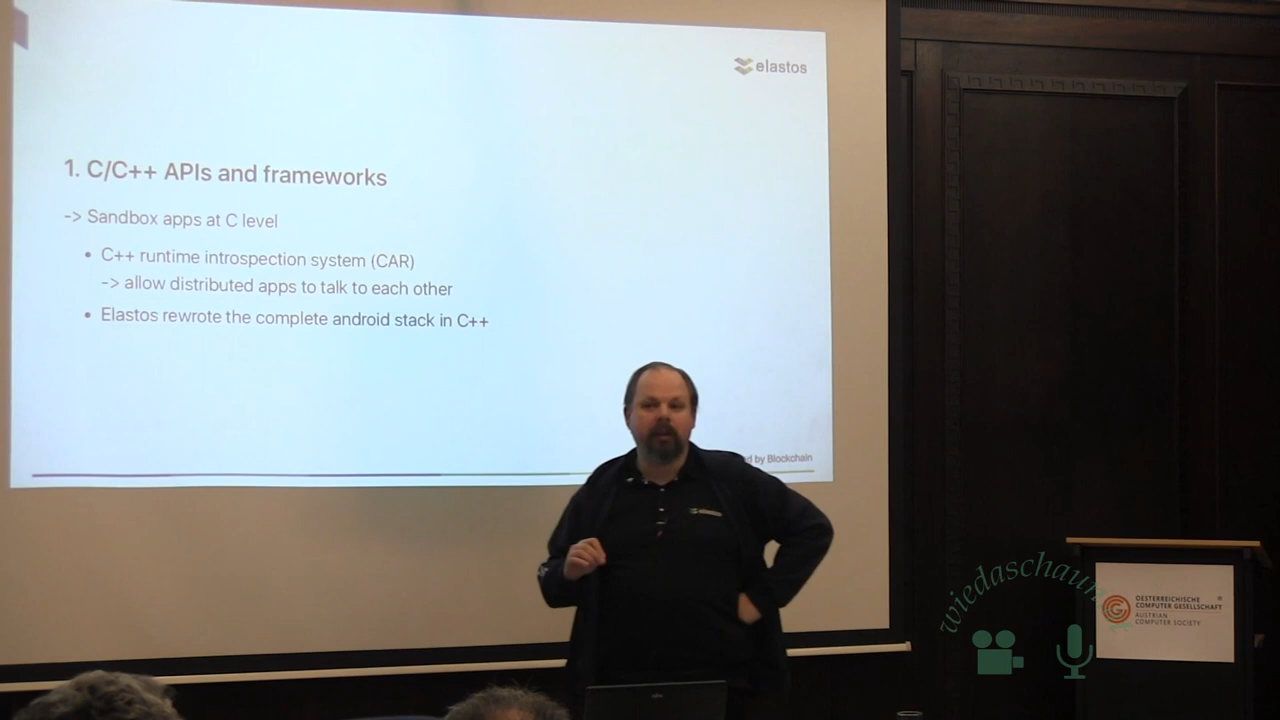 elastos
1. C/C++ APIs and frameworks
-> Sandbox apps at C level
• C++ runtime introspection system (CAR)
-> allow distributed apps to talk to each other
• Elastos rewrote the complete android stack in C++
by Blockchain
wiedaschaun
OESTERREICHISCHE
COMPUTER GESELLSCHAFT
AUSTRIAN
COMPUTER SOCIETY